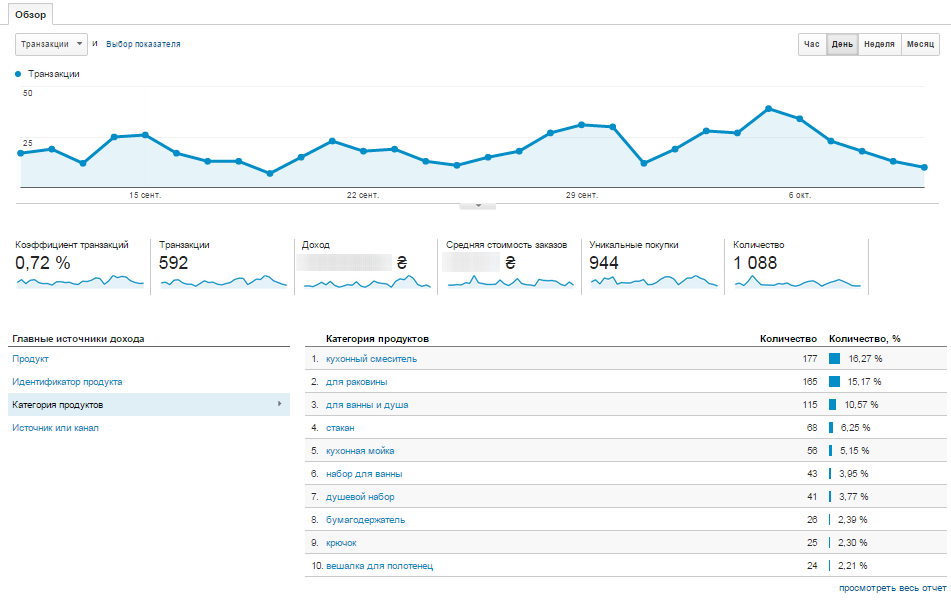 Обзор
Транзакции и Выбор показателя Час День Неделя Месяц
Транзакции
50
25
15 сент. 22 сент. 29 сент. 6 окт.
Коэффициент транзакций Транзакции Доход Средняя стоимость заказов Уникальные покупки Количество
0,72 % 592 ₴ ₴ 944 1 088
Главные источники дохода Категория продуктов Количество Количество, %
Продукт 1. кухонный смеситель 177 16,27 %
Идентификатор продукта 2. для раковины 165 15,17 %
Категория продуктов 3. для ванны и душа 115 10,57 %
Источник или канал 4. стакан 68 6,25 %
5. кухонная мойка 56 5,15 %
6. набор для ванны 43 3,95 %
7. душевой набор 41 3,77 %
8. бумагодержатель 26 2,39 %
9. крючок 25 2,30 %
10. вешалка для полотенец 24 2,21 %
просмотреть весь отчет